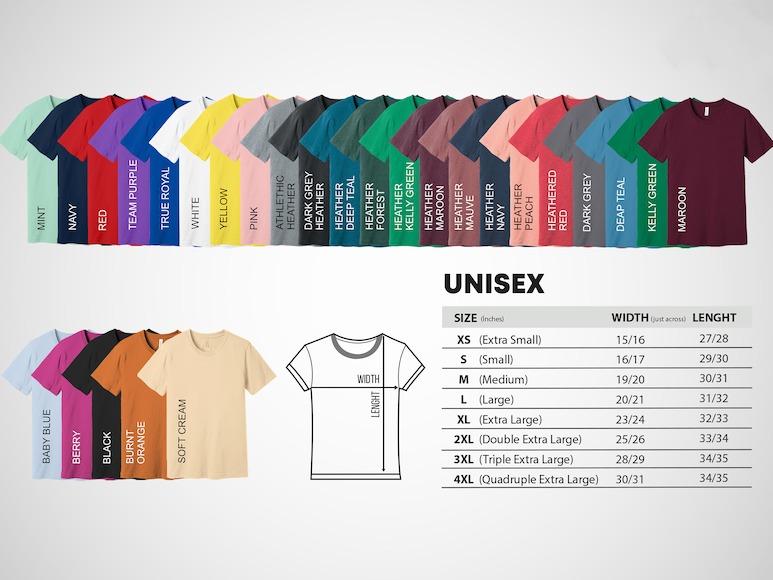 MINT
NAVY
RED
TEAM PURPLE
TRUE ROYAL
WHITE
YELLOW
PINK
ATHLETHIC
HEATHER
DARK GREY
HEATHER
HEATHER
DEEP TEAL
HEATHER
FOREST
HEATHER
KELLY GREEN
HEATHER
MAROON
HEATHER
MAUVE
HEATHER
NAVY
HEATHER
PEACH
HEATHERED
RED
DARK GREY
DEAP TEAL
KELLY GREEN
MAROON
BABY BLUE
BERRY
BLACK
BURNT
ORANGE
SOFT CREAM
WIDTH
LENGHT
UNISEX
SIZE (Inches) WIDTH (just across) LENGHT
XS (Extra Small) 15/16 27/28
S (Small) 16/17 29/30
M (Medium) 19/20 30/31
L (Large) 20/21 31/32
XL (Extra Large) 23/24 32/33
2XL (Double Extra Large) 25/26 33/34
3XL (Triple Extra Large) 28/29 34/35
4XL (Quadruple Extra Large) 30/31 34/35